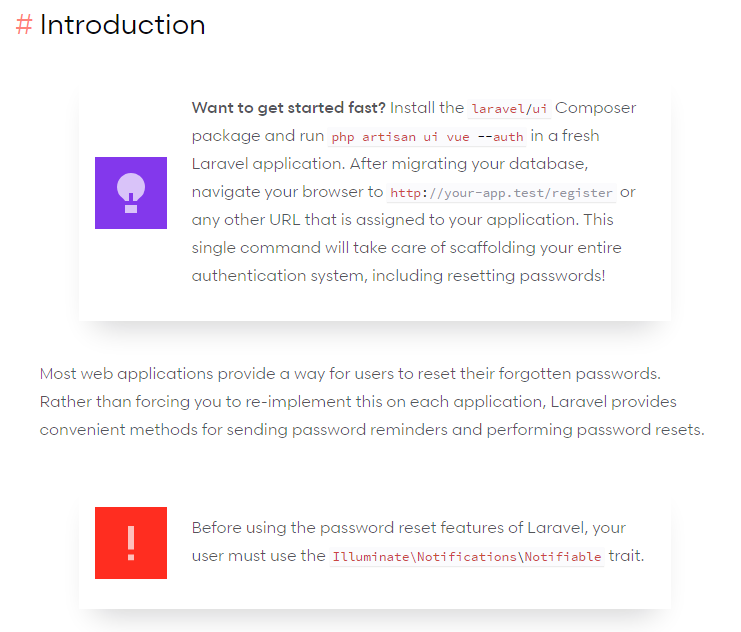 # Introduction
Want to get started fast? Install the laravel/ui Composer
package and run php artisan ui vue --auth in a fresh
Laravel application. After migrating your database,
navigate your browser to http://your-app.test/register or
any other URL that is assigned to your application. This
single command will take care of scaffolding your entire
authentication system, including resetting passwords!
Most web applications provide a way for users to reset their forgotten passwords.
Rather than forcing you to re-implement this on each application, Laravel provides
convenient methods for sending password reminders and performing password resets.
!
Before using the password reset features of Laravel, your
user must use the Illuminate\Notifications\Notifiable trait.